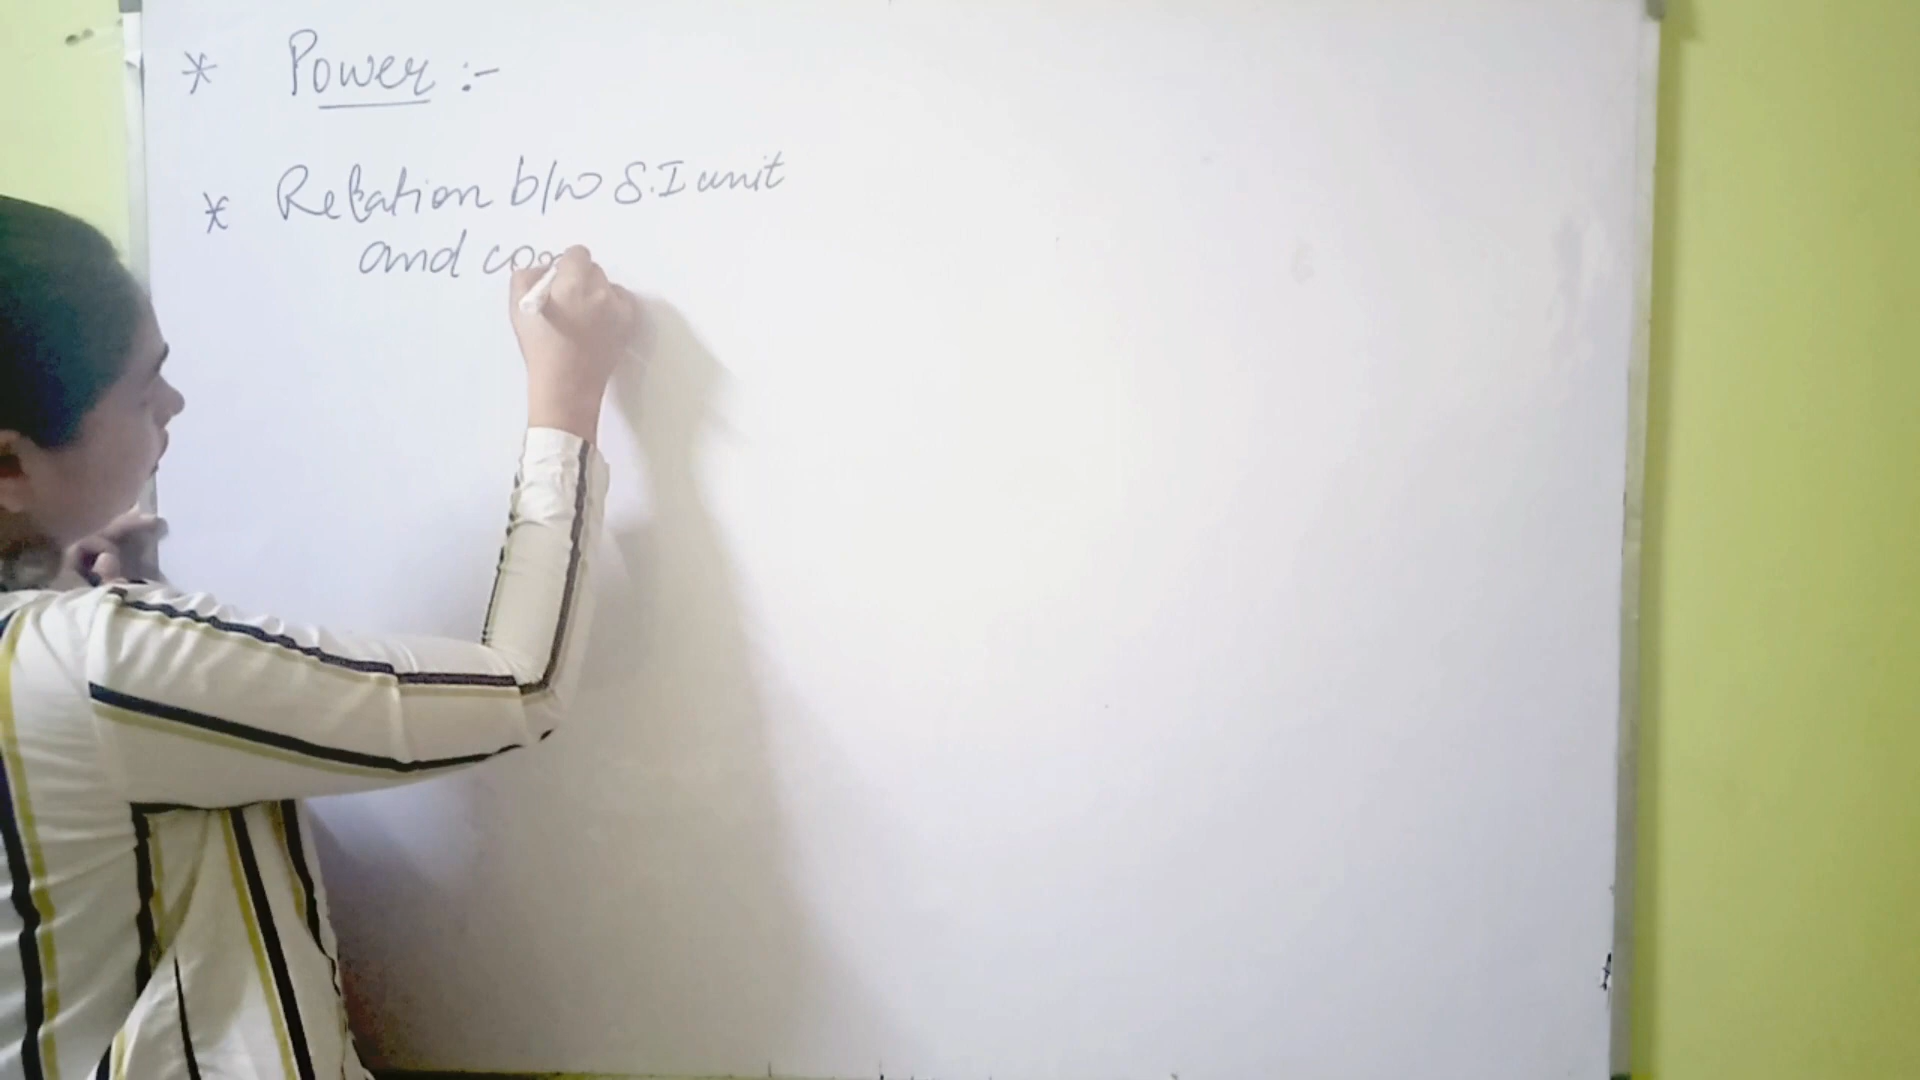 * Power :-
* Relation b/w S.I unit
and